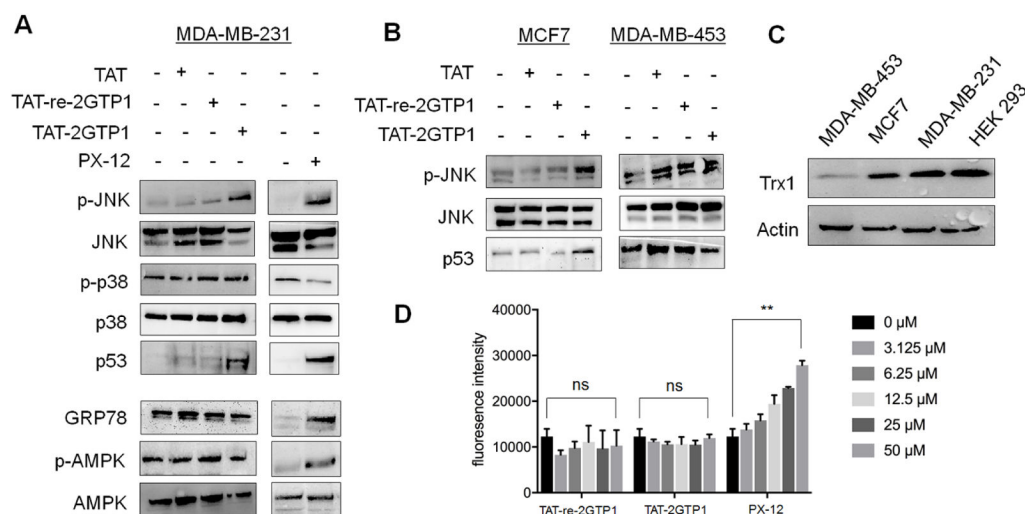 A
MDA-MB-231
TAT - + - - - -
TAT-re-2GTP1 - - + - - -
TAT-2GTP1 - - - + - -
PX-12 - +
p-JNK
JNK
p-p38
p38
p53
GRP78
p-AMPK
AMPK
B
MCF7 MDA-MB-453
TAT - + - - - + - -
TAT-re-2GTP1 - - + - - - + -
TAT-2GTP1 - - - + - - - +
p-JNK
JNK
p53
C
MDA-MB-453
MCF7
MDA-MB-231
HEK 293
Trx1
Actin
D
fluoresence intensity
40000
30000
20000
10000
0
ns
ns
**
TAT-re-2GTP1 TAT-2GTP1 PX-12
0 μM
3.125 μM
6.25 μM
12.5 μM
25 μM
50 μM